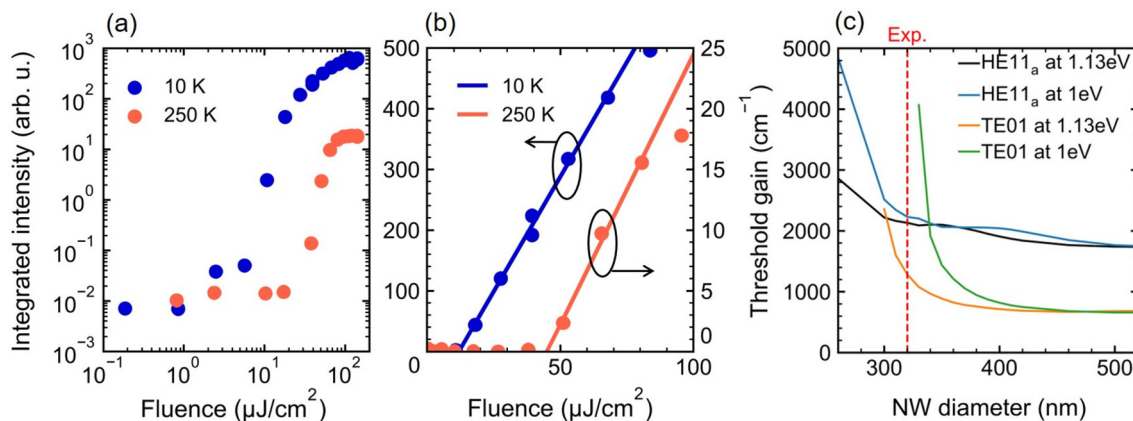 (a)
Integrated intensity (arb. u.)
10³
10²
10¹
10⁰
10⁻¹
10⁻²
10⁻³
10 K
250 K
10⁻¹ 10⁰ 10¹ 10²
Fluence (µJ/cm²)
(b)
500
400
300
200
100
0
10 K
250 K
25
20
15
10
5
0
0 50 100
Fluence (µJ/cm²)
(c)
Exp.
Threshold gain (cm⁻¹)
5000
4000
3000
2000
1000
0
HE11ₐ at 1.13eV
HE11ₐ at 1eV
TE01 at 1.13eV
TE01 at 1eV
300 400 500
NW diameter (nm)